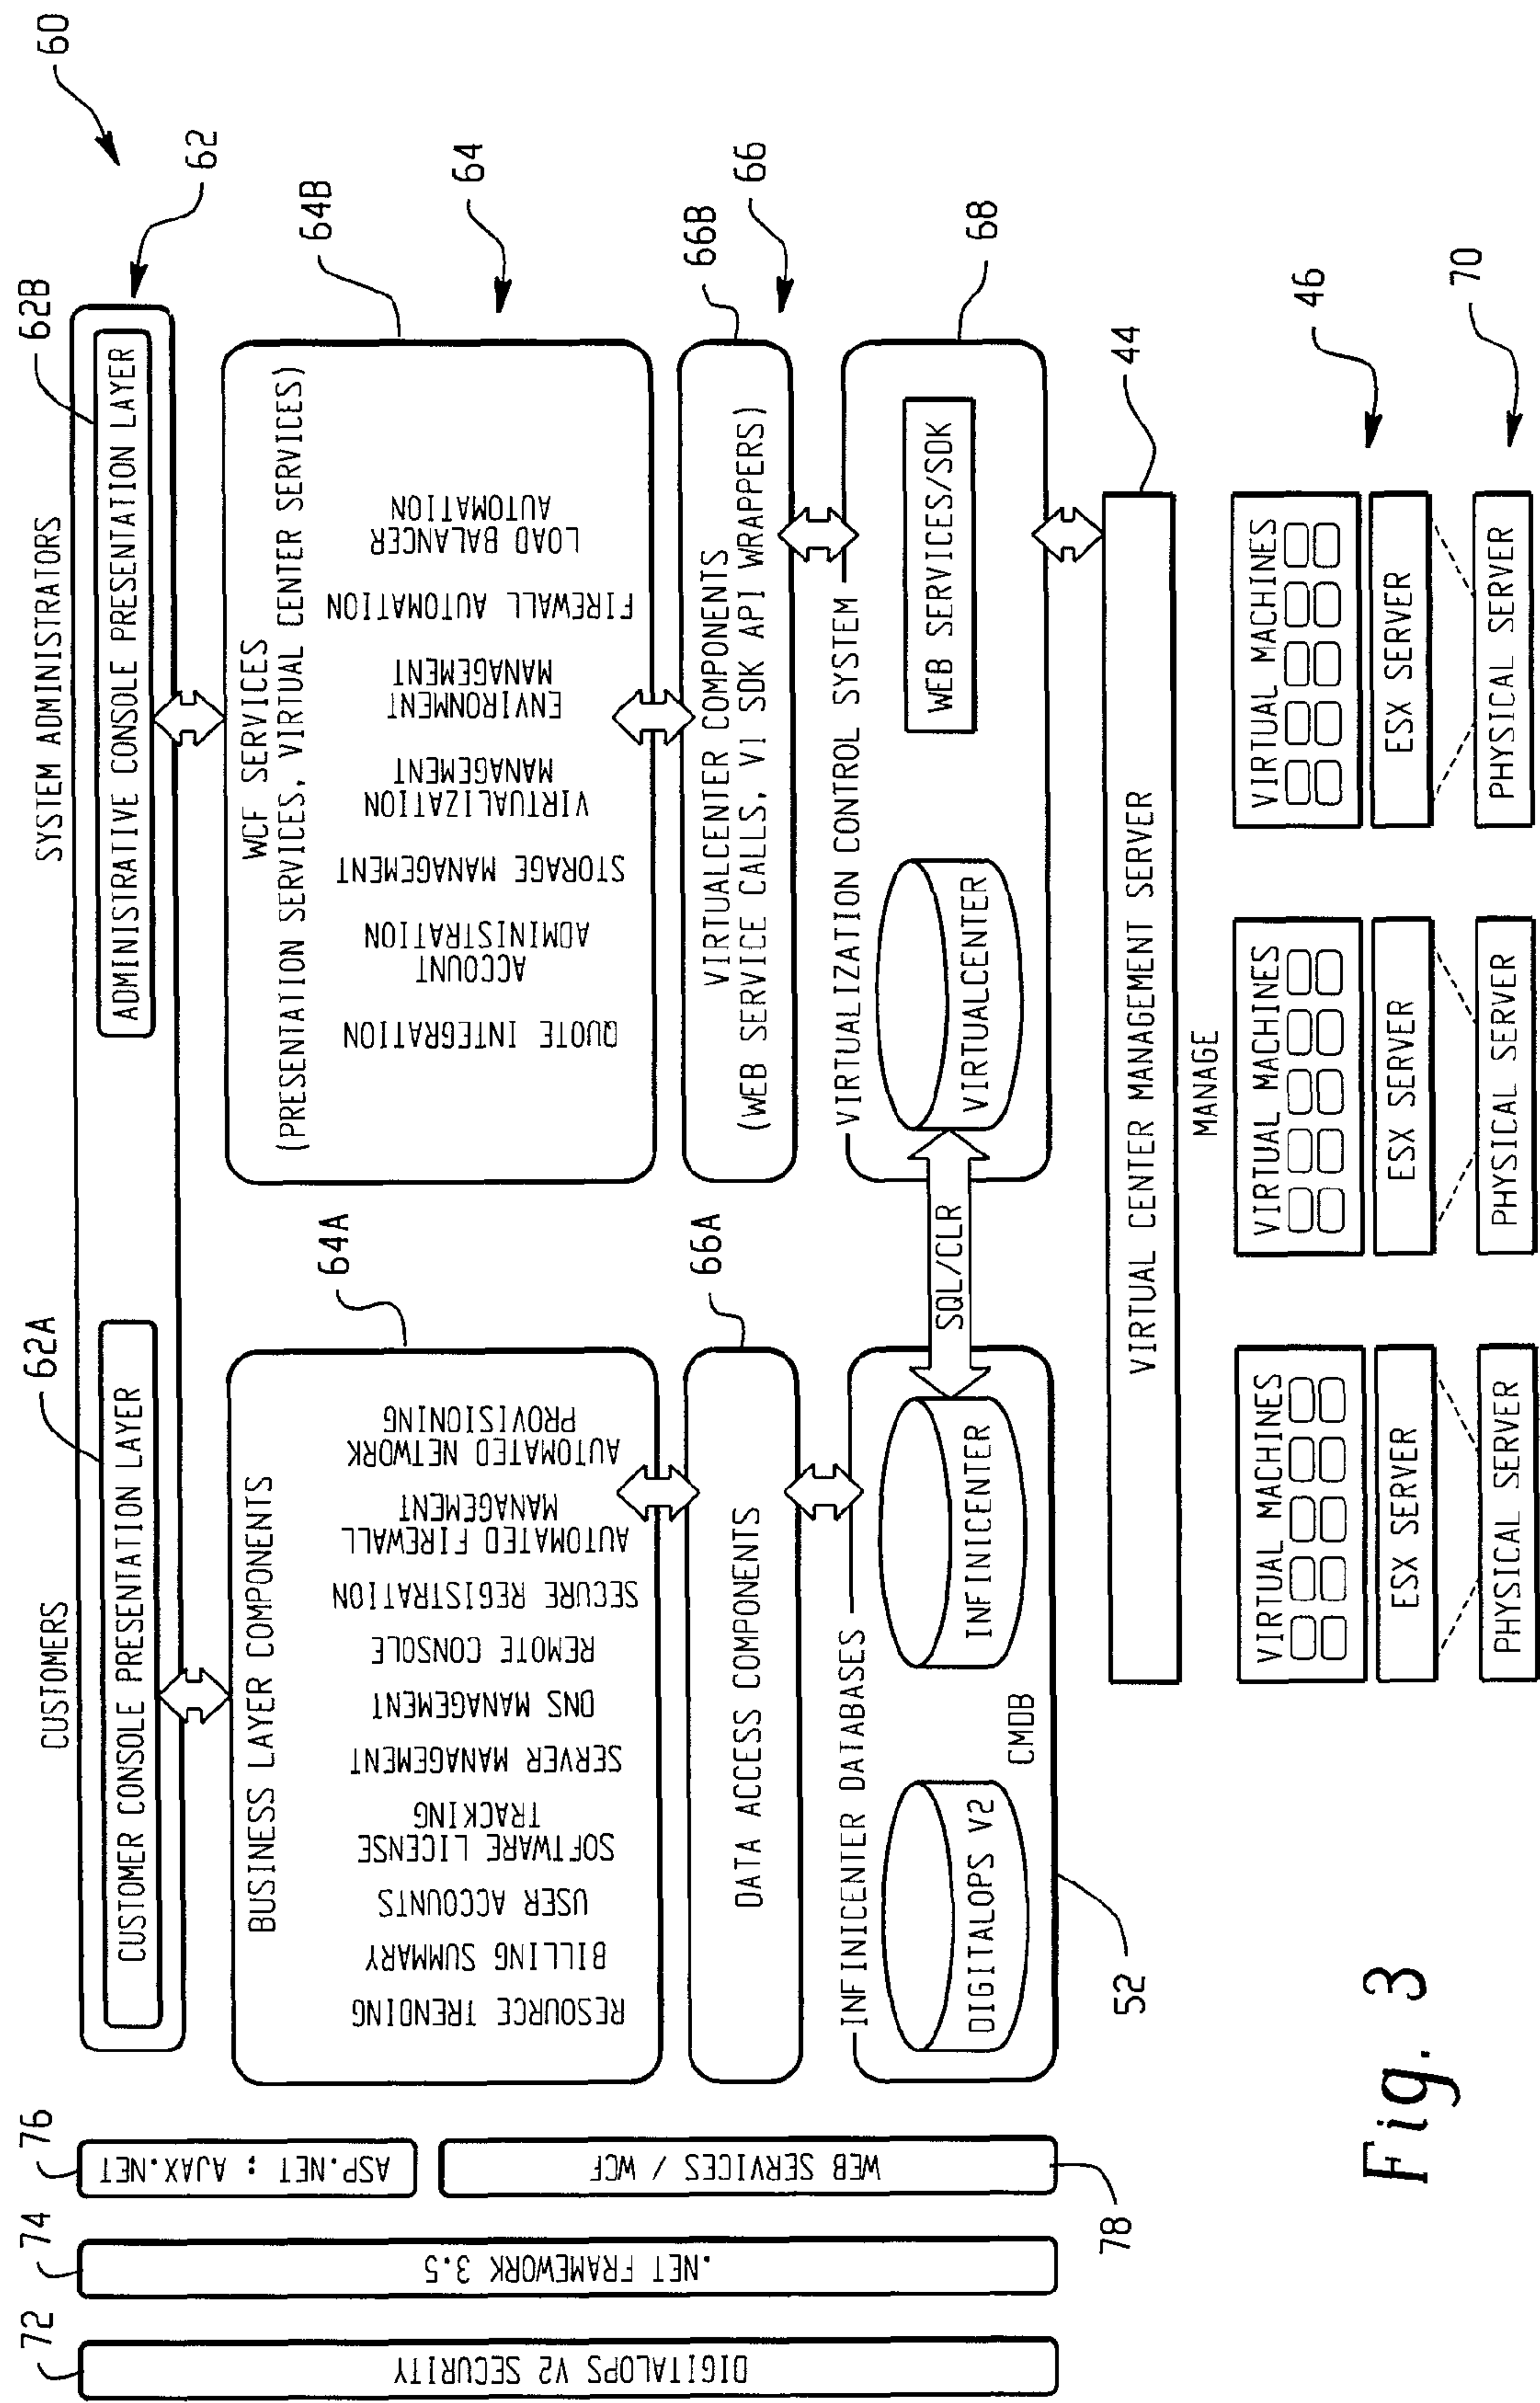 60
CUSTOMERS
SYSTEM ADMINISTRATORS
62A
62B
62
CUSTOMER CONSOLE PRESENTATION LAYER
ADMINISTRATIVE CONSOLE PRESENTATION LAYER
72
74
76
DIGITALOPS V2 SECURITY
.NET FRAMEWORK 3.5
ASP.NET ; AJAX.NET
WEB SERVICES / WCF
78
BUSINESS LAYER COMPONENTS
64A
RESOURCE TRENDING
BILLING SUMMARY
USER ACCOUNTS
SOFTWARE LICENSE
TRACKING
SERVER MANAGEMENT
DNS MANAGEMENT
REMOTE CONSOLE
SECURE REGISTRATION
AUTOMATED FIREWALL
MANAGEMENT
AUTOMATED NETWORK
PROVISIONING
WCF SERVICES
(PRESENTATION SERVICES, VIRTUAL CENTER SERVICES)
64B
64
QUOTE INTEGRATION
ACCOUNT
ADMINISTRATION
STORAGE MANAGEMENT
VIRTUALIZATION
MANAGEMENT
ENVIRONMENT
MANAGEMENT
FIREWALL AUTOMATION
LOAD BALANCER
AUTOMATION
DATA ACCESS COMPONENTS
66A
VIRTUALCENTER COMPONENTS
(WEB SERVICE CALLS, VI SDK API WRAPPERS)
66B
66
INFINICENTER DATABASES
DIGITALOPS V2
CMDB
INFINICENTER
52
SQL/CLR
VIRTUALIZATION CONTROL SYSTEM
VIRTUALCENTER
WEB SERVICES/SDK
68
VIRTUAL CENTER MANAGEMENT SERVER
44
MANAGE
VIRTUAL MACHINES
VIRTUAL MACHINES
VIRTUAL MACHINES
46
ESX SERVER
ESX SERVER
ESX SERVER
PHYSICAL SERVER
PHYSICAL SERVER
PHYSICAL SERVER
70
Fig. 3